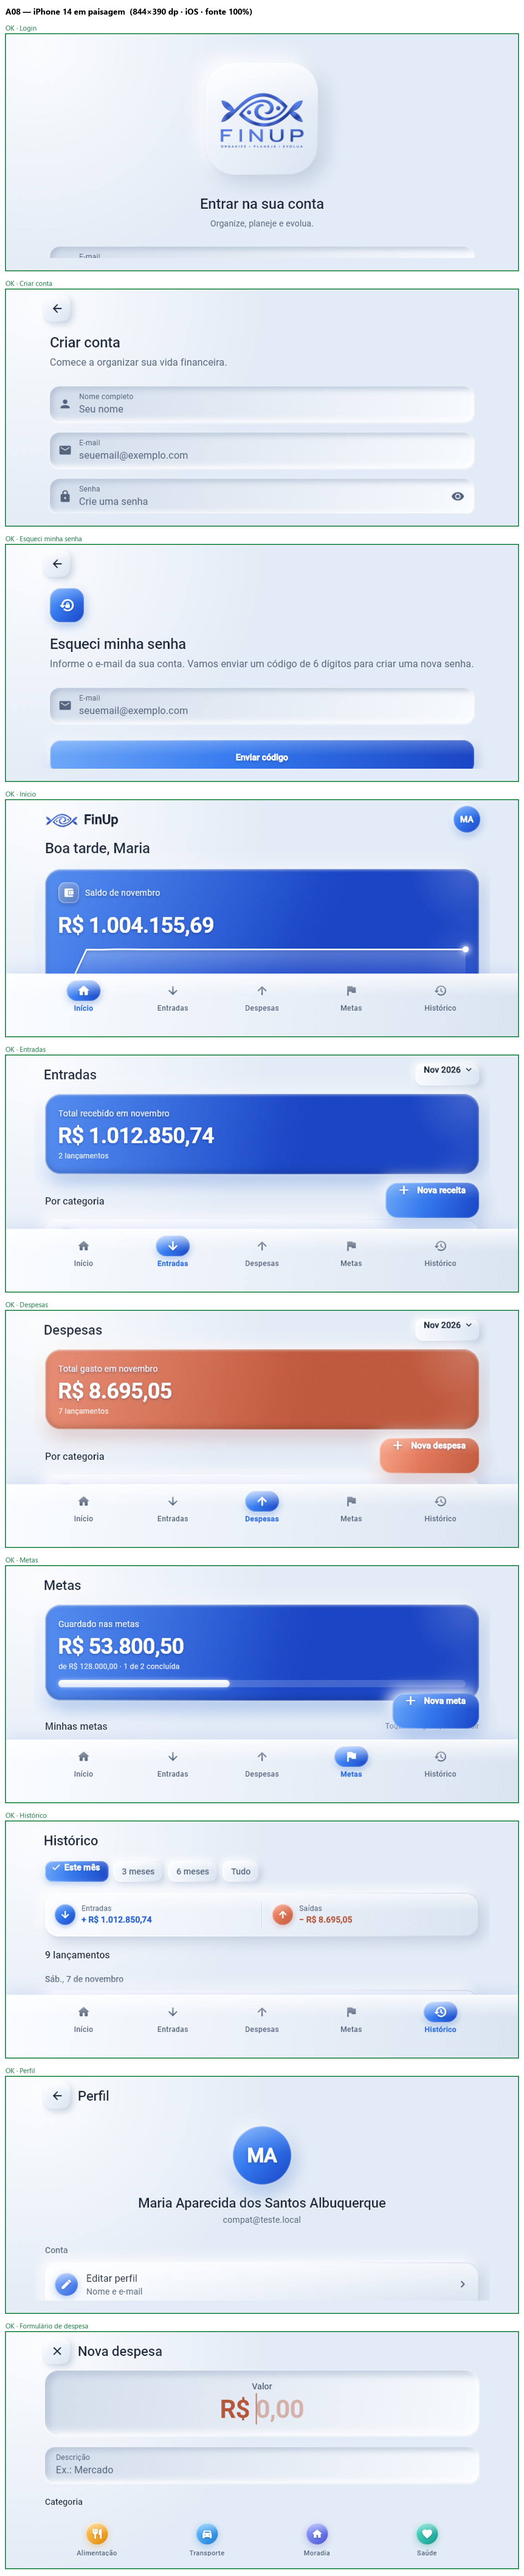 A08 — iPhone 14 em paisagem (844×390 dp · iOS · fonte 100%)
OK · Login
FINUP
ORGANIZE • PLANEJE • EVOLUA
Entrar na sua conta
Organize, planeje e evolua.
E-mail
OK · Criar conta
Criar conta
Comece a organizar sua vida financeira.
Nome completo
Seu nome
E-mail
seuemail@exemplo.com
Senha
Crie uma senha
OK · Esqueci minha senha
Esqueci minha senha
Informe o e-mail da sua conta. Vamos enviar um código de 6 dígitos para criar uma nova senha.
E-mail
seuemail@exemplo.com
Enviar código
OK · Início
FinUp
MA
Boa tarde, Maria
Saldo de novembro
R$ 1.004.155,69
Início Entradas Despesas Metas Histórico
OK · Entradas
Entradas
Nov 2026
Total recebido em novembro
R$ 1.012.850,74
2 lançamentos
Nova receita
Por categoria
Início Entradas Despesas Metas Histórico
OK · Despesas
Despesas
Nov 2026
Total gasto em novembro
R$ 8.695,05
7 lançamentos
Nova despesa
Por categoria
Início Entradas Despesas Metas Histórico
OK · Metas
Metas
Guardado nas metas
R$ 53.800,50
de R$ 128.000,00 · 1 de 2 concluída
Nova meta
Minhas metas
Início Entradas Despesas Metas Histórico
OK · Histórico
Histórico
Este mês 3 meses 6 meses Tudo
Entradas
+ R$ 1.012.850,74
Saídas
− R$ 8.695,05
9 lançamentos
Sáb., 7 de novembro
Início Entradas Despesas Metas Histórico
OK · Perfil
Perfil
MA
Maria Aparecida dos Santos Albuquerque
compat@teste.local
Conta
Editar perfil
Nome e e-mail
OK · Formulário de despesa
Nova despesa
Valor
R$ 0,00
Descrição
Ex.: Mercado
Categoria
Alimentação Transporte Moradia Saúde